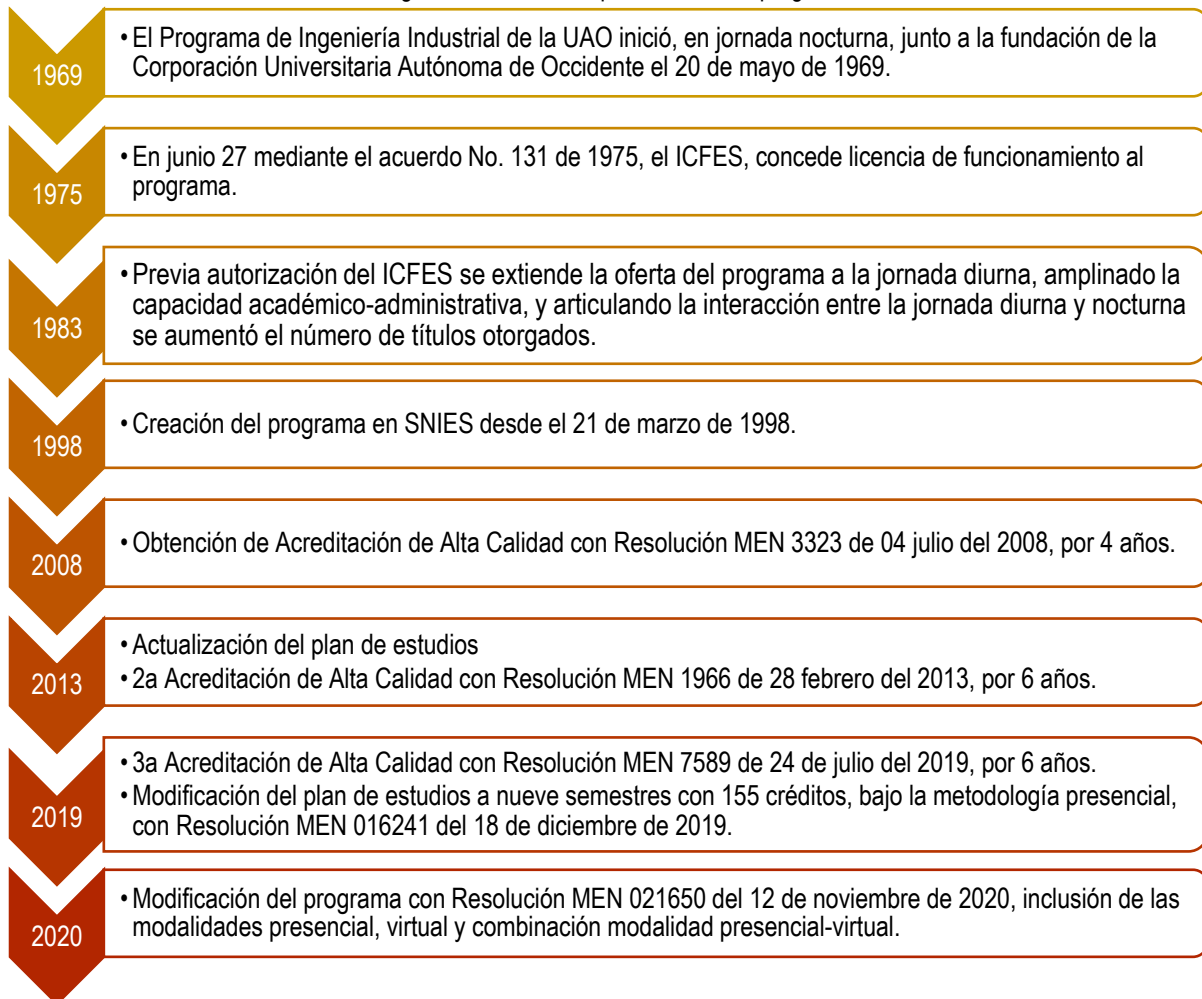 1969
• El Programa de Ingeniería Industrial de la UAO inició, en jornada nocturna, junto a la fundación de la
Corporación Universitaria Autónoma de Occidente el 20 de mayo de 1969.
1975
• En junio 27 mediante el acuerdo No. 131 de 1975, el ICFES, concede licencia de funcionamiento al
programa.
1983
• Previa autorización del ICFES se extiende la oferta del programa a la jornada diurna, amplinado la
capacidad académico-administrativa, y articulando la interacción entre la jornada diurna y nocturna
se aumentó el número de títulos otorgados.
1998
• Creación del programa en SNIES desde el 21 de marzo de 1998.
2008
• Obtención de Acreditación de Alta Calidad con Resolución MEN 3323 de 04 julio del 2008, por 4 años.
2013
• Actualización del plan de estudios
• 2a Acreditación de Alta Calidad con Resolución MEN 1966 de 28 febrero del 2013, por 6 años.
2019
• 3a Acreditación de Alta Calidad con Resolución MEN 7589 de 24 de julio del 2019, por 6 años.
• Modificación del plan de estudios a nueve semestres con 155 créditos, bajo la metodología presencial,
con Resolución MEN 016241 del 18 de diciembre de 2019.
2020
• Modificación del programa con Resolución MEN 021650 del 12 de noviembre de 2020, inclusión de las
modalidades presencial, virtual y combinación modalidad presencial-virtual.